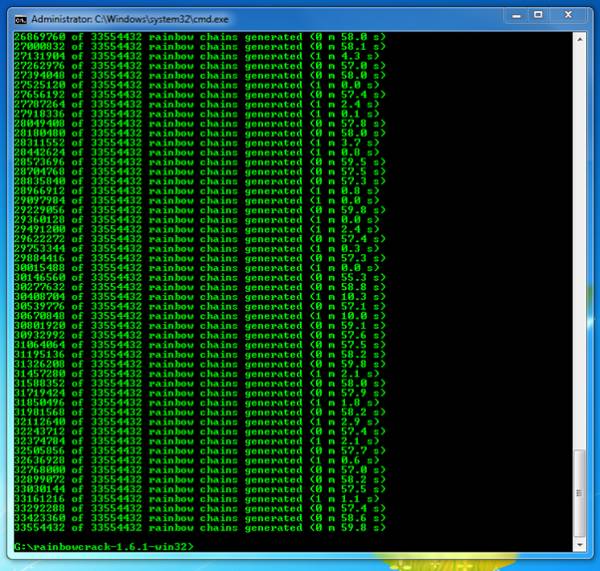 Administrator: C:\Windows\system32\cmd.exe
26869760 of 33554432 rainbow chains generated (0 m 58.0 s)
27000832 of 33554432 rainbow chains generated (0 m 58.1 s)
27131904 of 33554432 rainbow chains generated (1 m 4.3 s)
27262976 of 33554432 rainbow chains generated (0 m 57.0 s)
27394048 of 33554432 rainbow chains generated (0 m 58.0 s)
27525120 of 33554432 rainbow chains generated (1 m 0.0 s)
27656192 of 33554432 rainbow chains generated (0 m 57.4 s)
27787264 of 33554432 rainbow chains generated (1 m 2.4 s)
27918336 of 33554432 rainbow chains generated (1 m 0.1 s)
28049408 of 33554432 rainbow chains generated (0 m 57.8 s)
28180480 of 33554432 rainbow chains generated (0 m 58.0 s)
28311552 of 33554432 rainbow chains generated (1 m 3.7 s)
28442624 of 33554432 rainbow chains generated (1 m 0.8 s)
28573696 of 33554432 rainbow chains generated (0 m 59.5 s)
28704768 of 33554432 rainbow chains generated (0 m 57.5 s)
28835840 of 33554432 rainbow chains generated (0 m 57.3 s)
28966912 of 33554432 rainbow chains generated (1 m 0.8 s)
29097984 of 33554432 rainbow chains generated (1 m 0.0 s)
29229056 of 33554432 rainbow chains generated (0 m 59.8 s)
29360128 of 33554432 rainbow chains generated (1 m 0.0 s)
29491200 of 33554432 rainbow chains generated (1 m 2.4 s)
29622272 of 33554432 rainbow chains generated (0 m 57.4 s)
29753344 of 33554432 rainbow chains generated (1 m 0.3 s)
29884416 of 33554432 rainbow chains generated (0 m 57.3 s)
30015488 of 33554432 rainbow chains generated (1 m 0.0 s)
30146560 of 33554432 rainbow chains generated (0 m 55.3 s)
30277632 of 33554432 rainbow chains generated (0 m 58.8 s)
30408704 of 33554432 rainbow chains generated (1 m 10.3 s)
30539776 of 33554432 rainbow chains generated (0 m 57.1 s)
30670848 of 33554432 rainbow chains generated (1 m 10.0 s)
30801920 of 33554432 rainbow chains generated (0 m 59.1 s)
30932992 of 33554432 rainbow chains generated (0 m 57.6 s)
31064064 of 33554432 rainbow chains generated (0 m 57.5 s)
31195136 of 33554432 rainbow chains generated (0 m 58.2 s)
31326208 of 33554432 rainbow chains generated (0 m 59.8 s)
31457280 of 33554432 rainbow chains generated (1 m 2.1 s)
31588352 of 33554432 rainbow chains generated (0 m 58.0 s)
31719424 of 33554432 rainbow chains generated (0 m 57.9 s)
31850496 of 33554432 rainbow chains generated (1 m 1.8 s)
31981568 of 33554432 rainbow chains generated (0 m 58.2 s)
32112640 of 33554432 rainbow chains generated (1 m 2.9 s)
32243712 of 33554432 rainbow chains generated (0 m 57.4 s)
32374784 of 33554432 rainbow chains generated (1 m 2.1 s)
32505856 of 33554432 rainbow chains generated (0 m 57.7 s)
32636928 of 33554432 rainbow chains generated (1 m 0.6 s)
32768000 of 33554432 rainbow chains generated (0 m 57.0 s)
32899072 of 33554432 rainbow chains generated (0 m 58.2 s)
33030144 of 33554432 rainbow chains generated (0 m 57.5 s)
33161216 of 33554432 rainbow chains generated (1 m 1.1 s)
33292288 of 33554432 rainbow chains generated (0 m 57.4 s)
33423360 of 33554432 rainbow chains generated (0 m 58.6 s)
33554432 of 33554432 rainbow chains generated (0 m 59.8 s)
G:\rainbowcrack-1.6.1-win32>